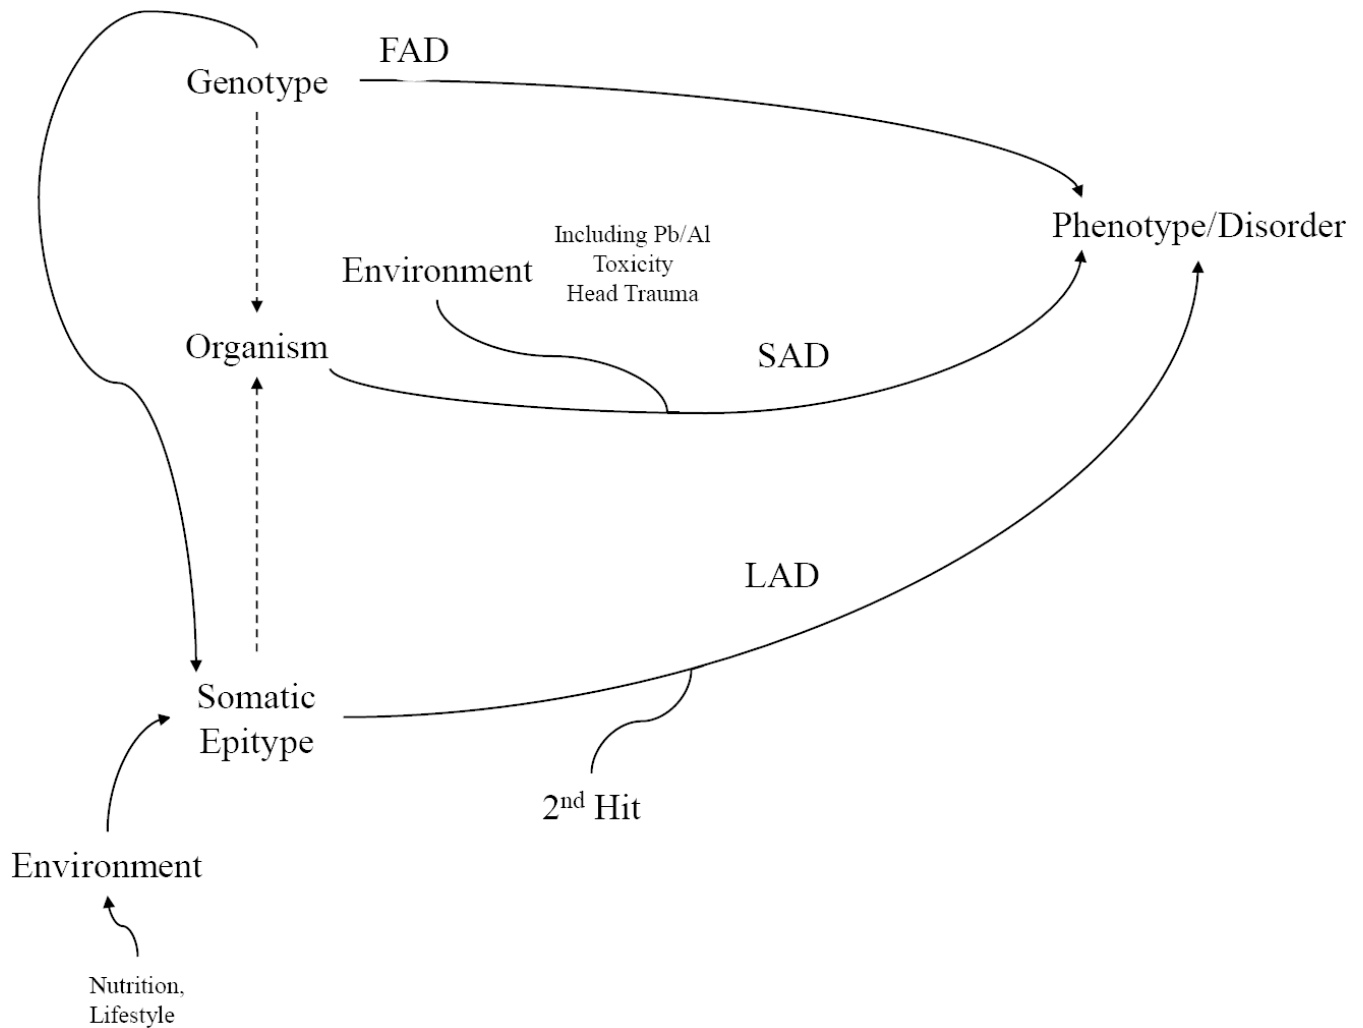 FAD
Genotype
Phenotype/Disorder
Including Pb/Al
Toxicity
Head Trauma
Environment
Organism
SAD
LAD
Somatic
Epitype
2nd Hit
Environment
Nutrition,
Lifestyle